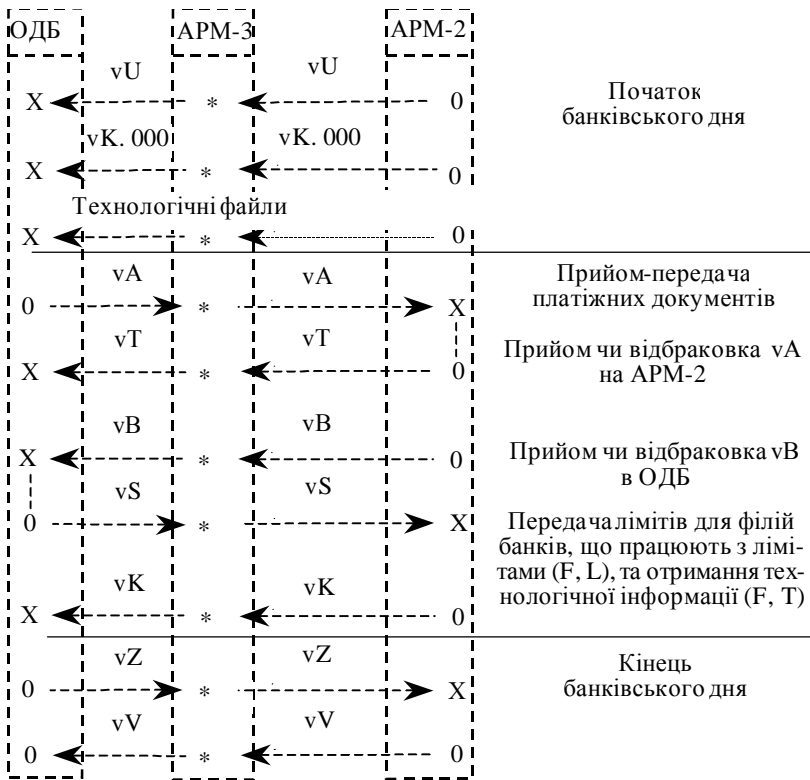 ОДБ АРМ-3 АРМ-2
vU vU
X * 0
Початок
банківського дня
vK. 000 vK. 000
X * 0
Технологічні файли
X * 0
vA vA
0 * X
Прийом-передача
платіжних документів
vT vT
X * 0
Прийом чи відбраковка vA
на АРМ-2
vB vB
X * 0
Прийом чи відбраковка vB
в ОДБ
vS vS
0 * X
Передача лімітів для філій
банків, що працюють з лімі-
тами (F, L), та отримання тех-
нологічної інформації (F, T)
vK vK
X * 0
vZ vZ
0 * X
Кінець
банківського дня
vV vV
0 * 0